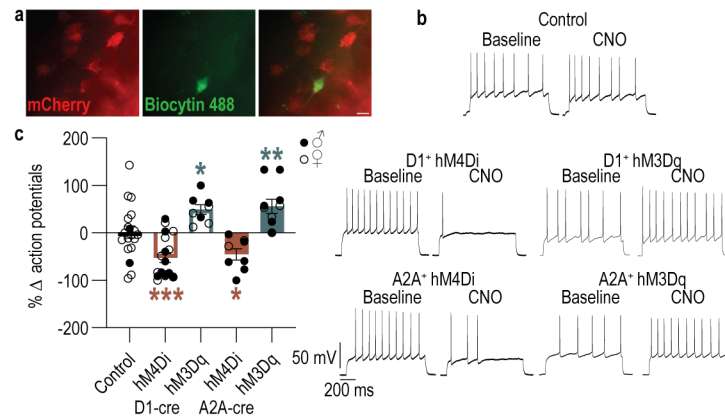 a
mCherry
Biocytin 488
b
Control
Baseline
CNO
D1⁺ hM4Di
Baseline
CNO
D1⁺ hM3Dq
Baseline
CNO
A2A⁺ hM4Di
Baseline
CNO
A2A⁺ hM3Dq
Baseline
CNO
50 mV
200 ms
c
% Δ action potentials
200
100
0
-100
-200
♂
♀
*
**
***
*
Control
hM4Di
hM3Dq
hM4Di
hM3Dq
D1-cre
A2A-cre